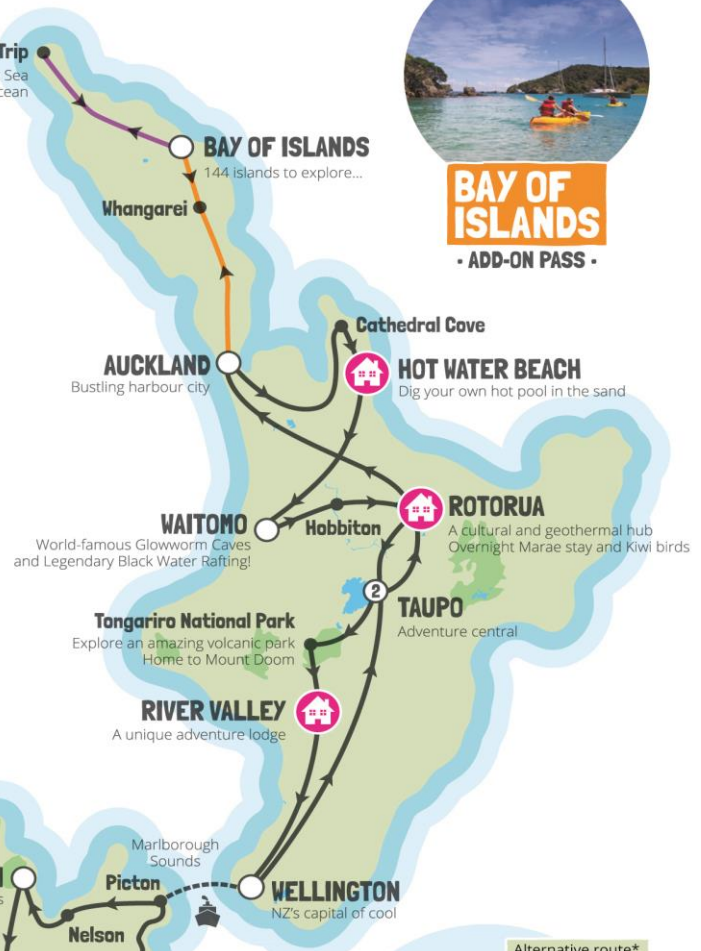 Trip
Sea
cean
BAY OF ISLANDS
144 islands to explore...
Whangarei
BAY OF
ISLANDS
• ADD-ON PASS •
Cathedral Cove
AUCKLAND
Bustling harbour city
HOT WATER BEACH
Dig your own hot pool in the sand
WAITOMO
World-famous Glowworm Caves
and Legendary Black Water Rafting!
Hobbiton
ROTORUA
A cultural and geothermal hub
Overnight Marae stay and Kiwi birds
2
TAUPO
Adventure central
Tongariro National Park
Explore an amazing volcanic park
Home to Mount Doom
RIVER VALLEY
A unique adventure lodge
Marlborough
Sounds
Picton
WELLINGTON
NZ's capital of cool
Nelson
Alternative route*